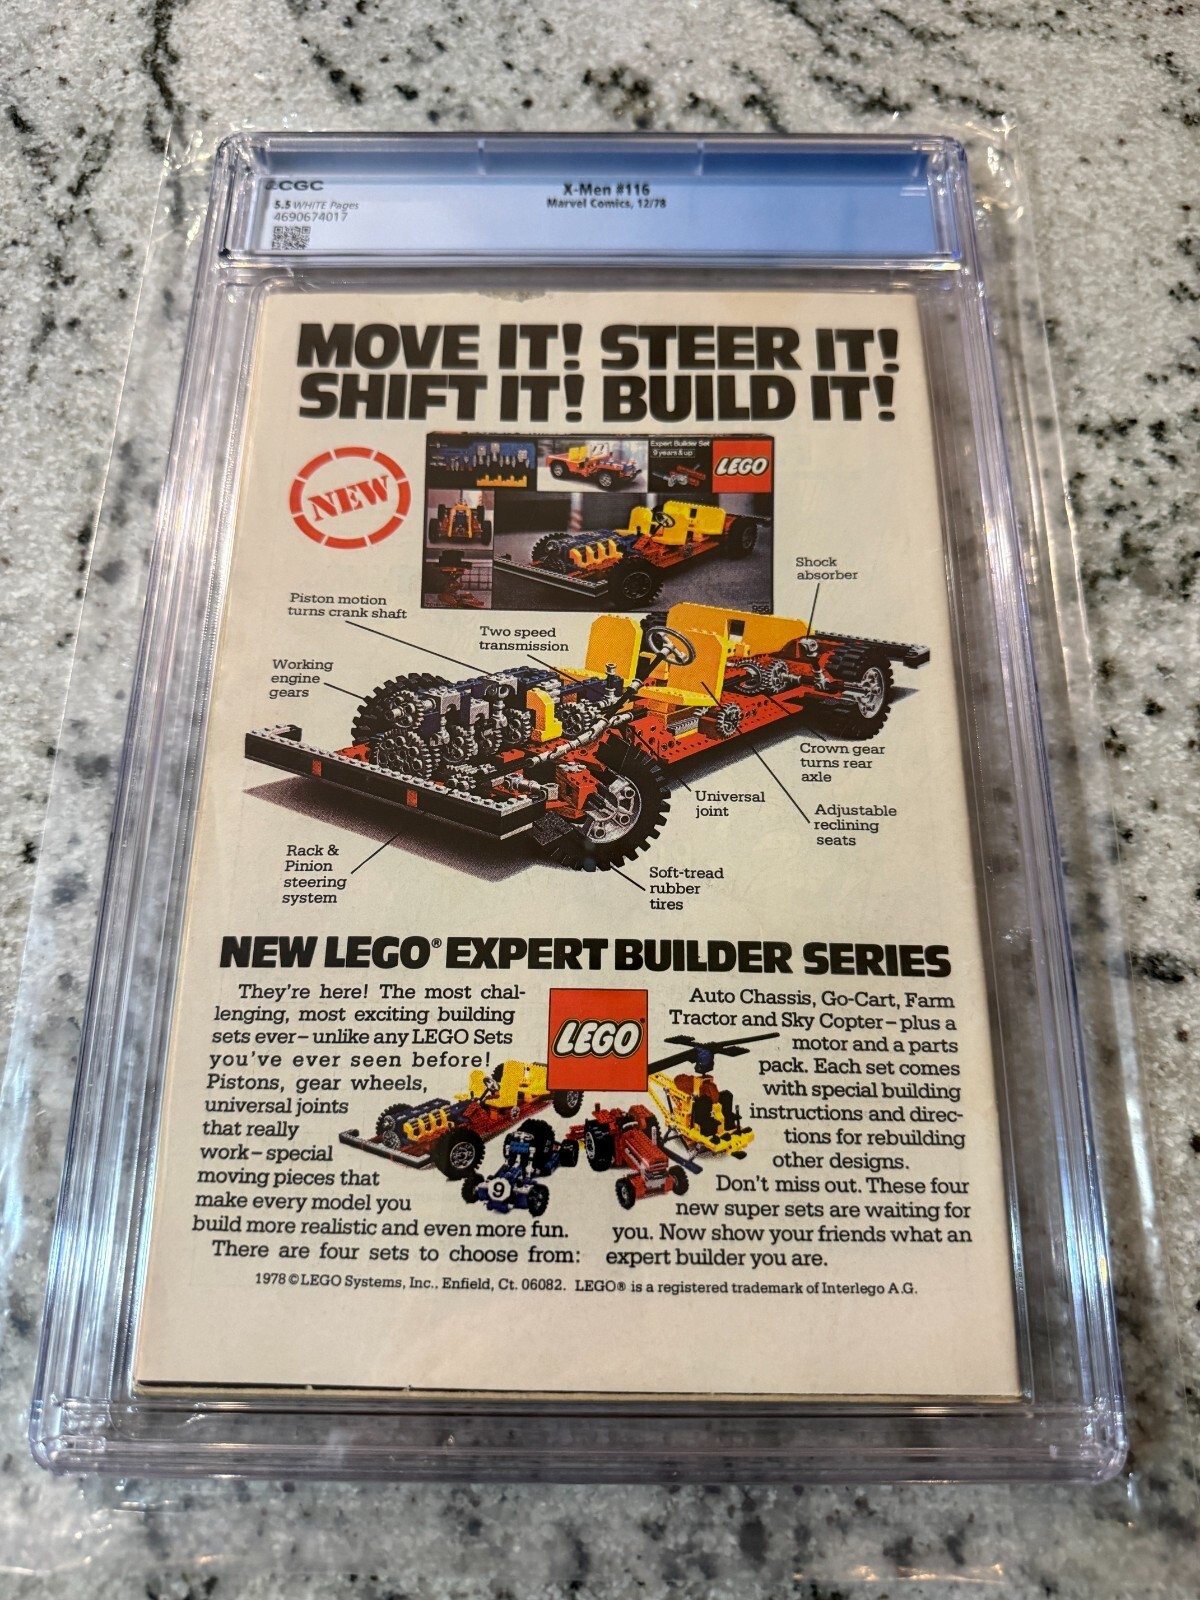 CGC
5.5 WHITE Pages
4690674017
X-Men #116
Marvel Comics, 12/78
MOVE IT! STEER IT!
SHIFT IT! BUILD IT!
NEW
Expert Builder Set
9 years & up
LEGO
956
Shock
absorber
Piston motion
turns crank shaft
Two speed
transmission
Working
engine
gears
Crown gear
turns rear
axle
Universal
joint
Adjustable
reclining
seats
Rack &
Pinion
steering
system
Soft-tread
rubber
tires
NEW LEGO® EXPERT BUILDER SERIES
They're here! The most chal-
lenging, most exciting building
sets ever – unlike any LEGO Sets
you've ever seen before!
Pistons, gear wheels,
universal joints
that really
work – special
moving pieces that
make every model you
build more realistic and even more fun.
There are four sets to choose from:
LEGO®
9
Auto Chassis, Go-Cart, Farm
Tractor and Sky Copter – plus a
motor and a parts
pack. Each set comes
with special building
instructions and direc-
tions for rebuilding
other designs.
Don't miss out. These four
new super sets are waiting for
you. Now show your friends what an
expert builder you are.
1978 © LEGO Systems, Inc., Enfield, Ct. 06082. LEGO® is a registered trademark of Interlego A.G.